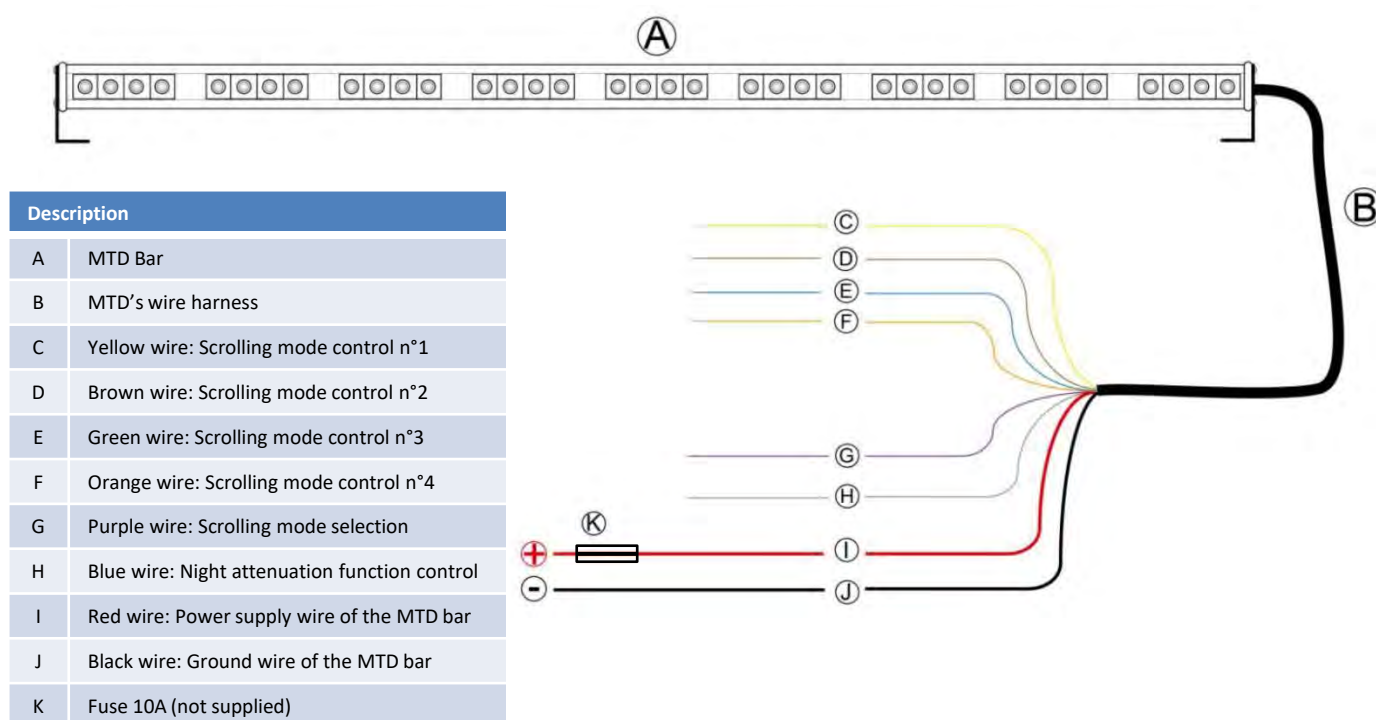 A
B
Description
A MTD Bar
B MTD’s wire harness
C Yellow wire: Scrolling mode control n°1
D Brown wire: Scrolling mode control n°2
E Green wire: Scrolling mode control n°3
F Orange wire: Scrolling mode control n°4
G Purple wire: Scrolling mode selection
H Blue wire: Night attenuation function control
I Red wire: Power supply wire of the MTD bar
J Black wire: Ground wire of the MTD bar
K Fuse 10A (not supplied)
C
D
E
F
G
H
K
+ I
- J